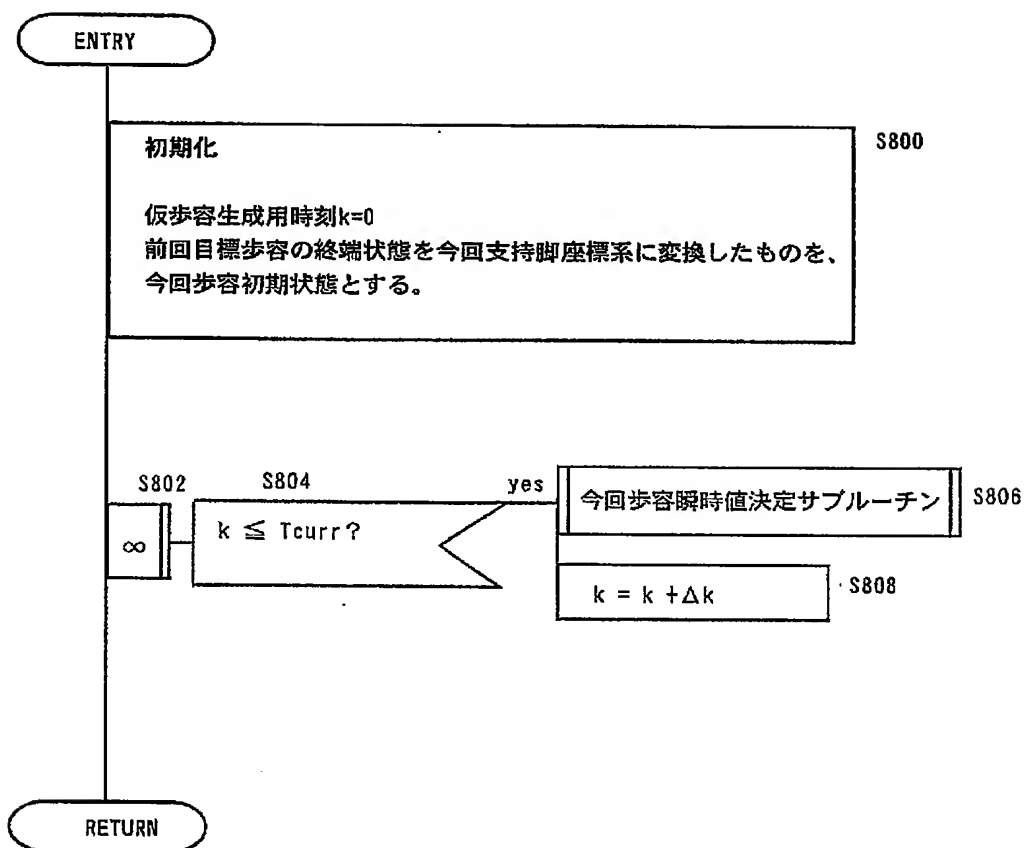 ENTRY
初期化
S800
仮歩容生成用時刻k=0
前回目標歩容の終端状態を今回支持脚座標系に変換したものを、
今回歩容初期状態とする。
S802
∞
S804
k ≦ Tcurr?
yes
今回歩容瞬時値決定サブルーチン
S806
k = k +Δk
S808
RETURN